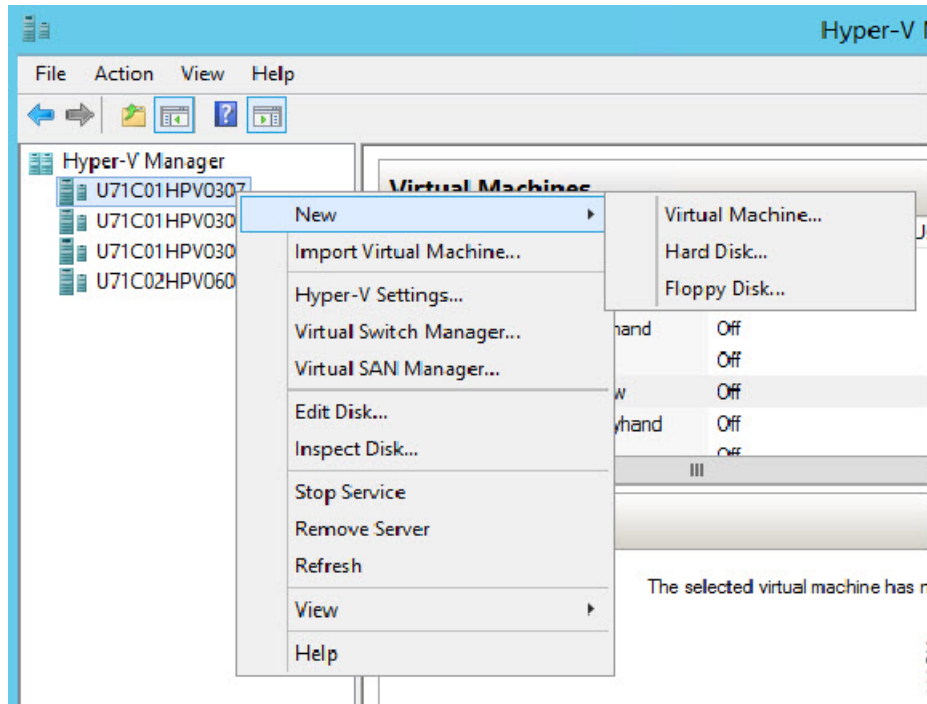 Hyper-V
File Action View Help
Hyper-V Manager
U71C01HPV0307
U71C01HPV030
U71C01HPV030
U71C02HPV060
Virtual Machines
New
Import Virtual Machine...
Hyper-V Settings...
Virtual Switch Manager...
Virtual SAN Manager...
Edit Disk...
Inspect Disk...
Stop Service
Remove Server
Refresh
View
Help
Virtual Machine...
Hard Disk...
Floppy Disk...
hand Off
Off
w Off
yhand Off
Off
The selected virtual machine has